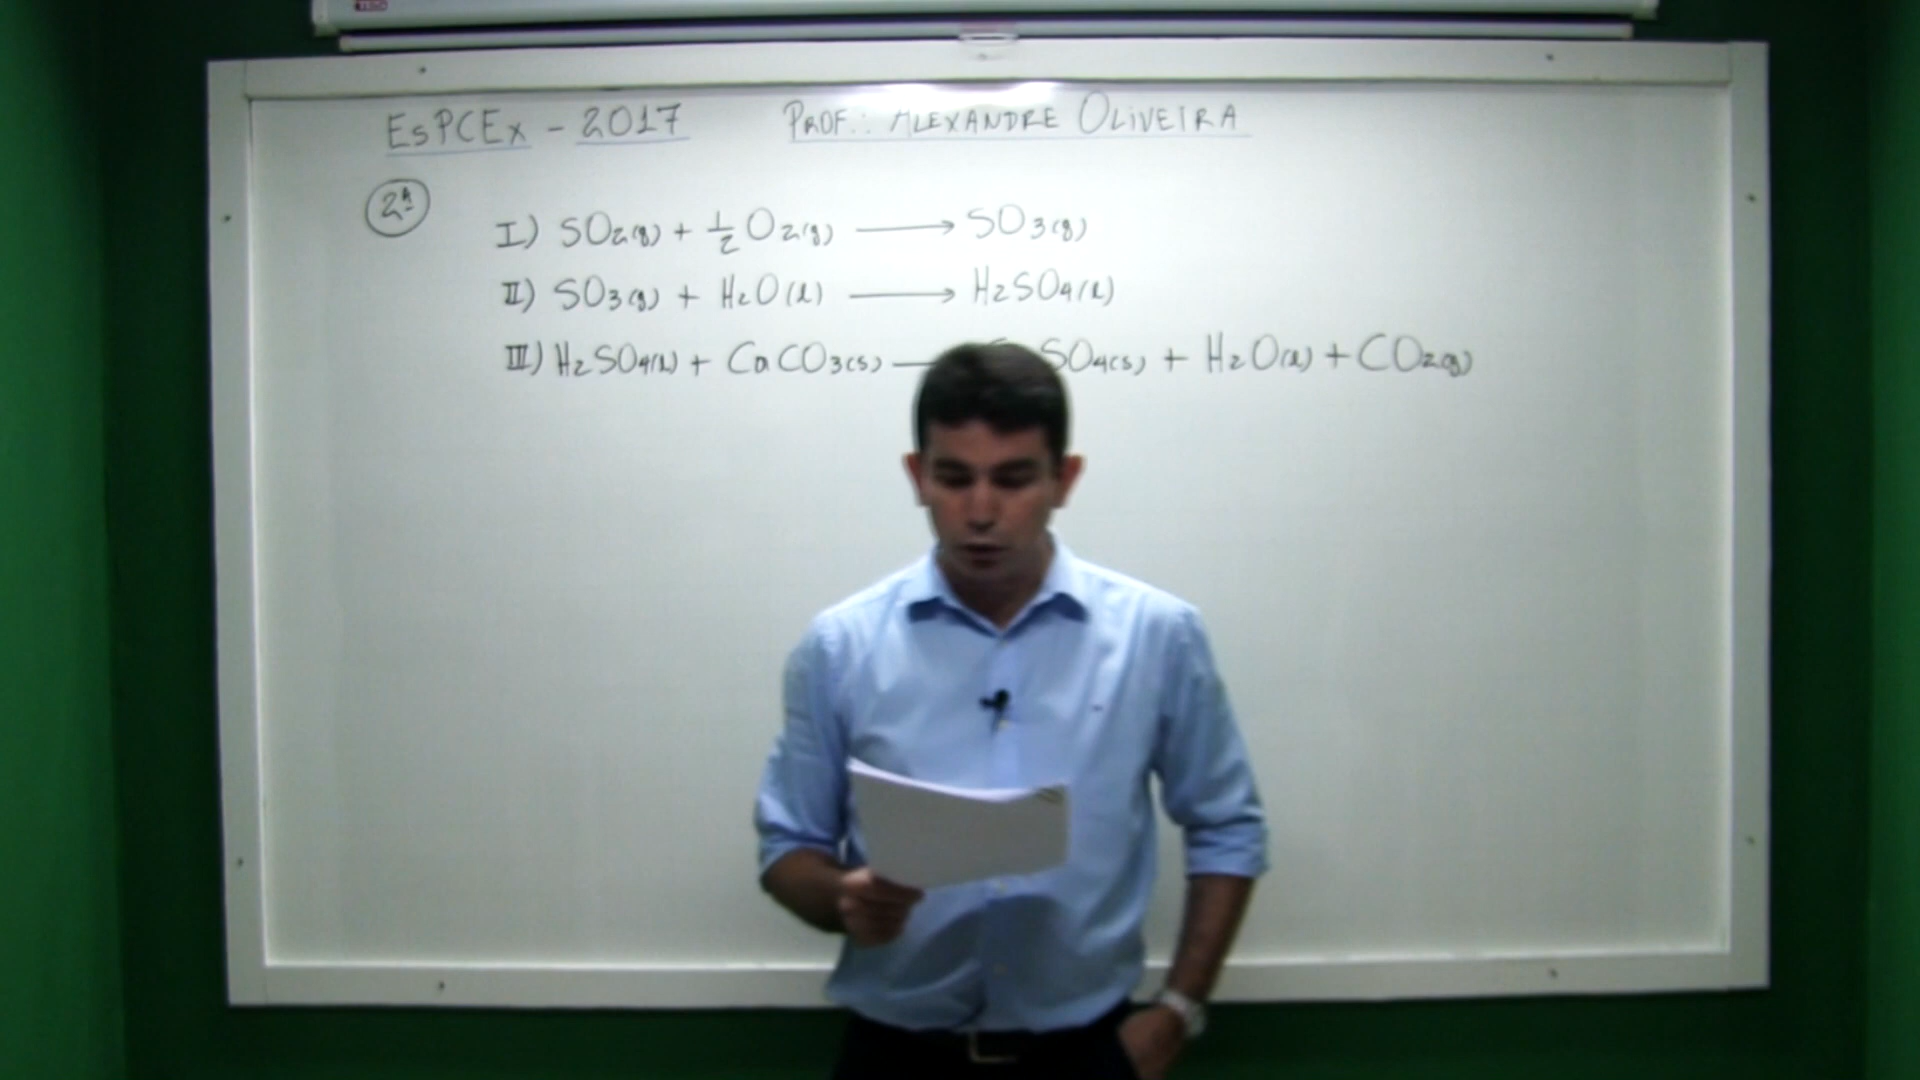 EsPCEx - 2017 PROF.: ALEXANDRE OLIVEIRA
2ª
I) SO2(g) + 1/2 O2(g) ⟶ SO3(g)
II) SO3(g) + H2O(l) ⟶ H2SO4(l)
III) H2SO4(l) + CaCO3(s) — SO4(s) + H2O(l) + CO2(g)